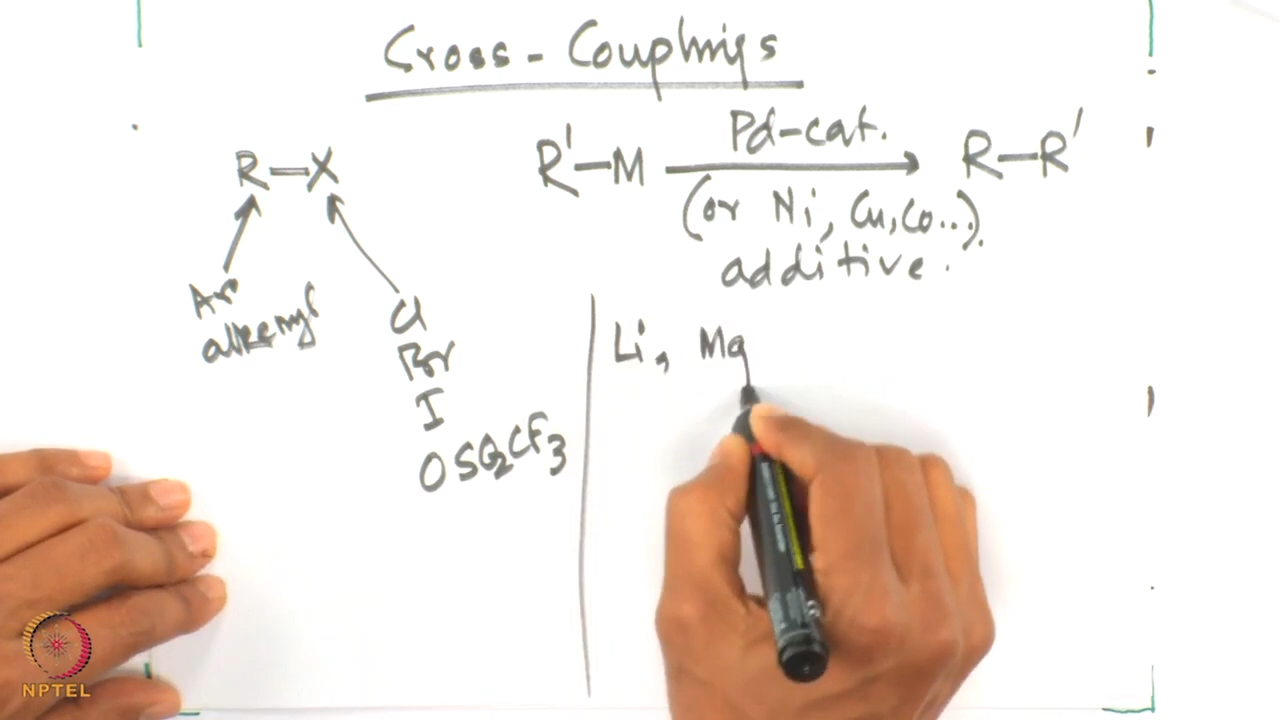 Cross-Couplings
R-X R'-M Pd-cat. R-R'
(or Ni, Cu, Co...).
additive.
Ar
alkenyl
Cl
Br
I
OSO2CF3
Li, Mg
NPTEL